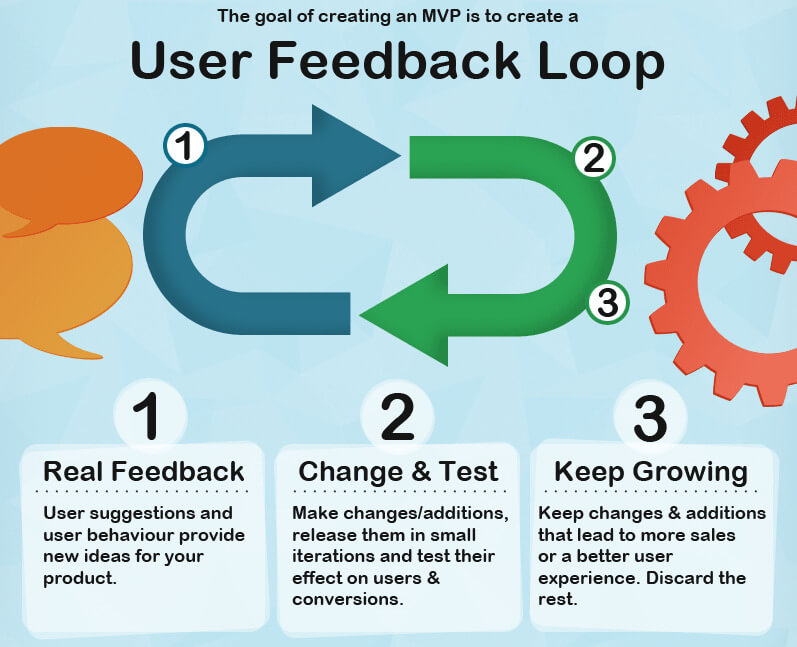 The goal of creating an MVP is to create a
User Feedback Loop
1
2
3
1
Real Feedback
User suggestions and
user behaviour provide
new ideas for your
product.
2
Change & Test
Make changes/additions,
release them in small
iterations and test their
effect on users &
conversions.
3
Keep Growing
Keep changes & additions
that lead to more sales
or a better user
experience. Discard the
rest.